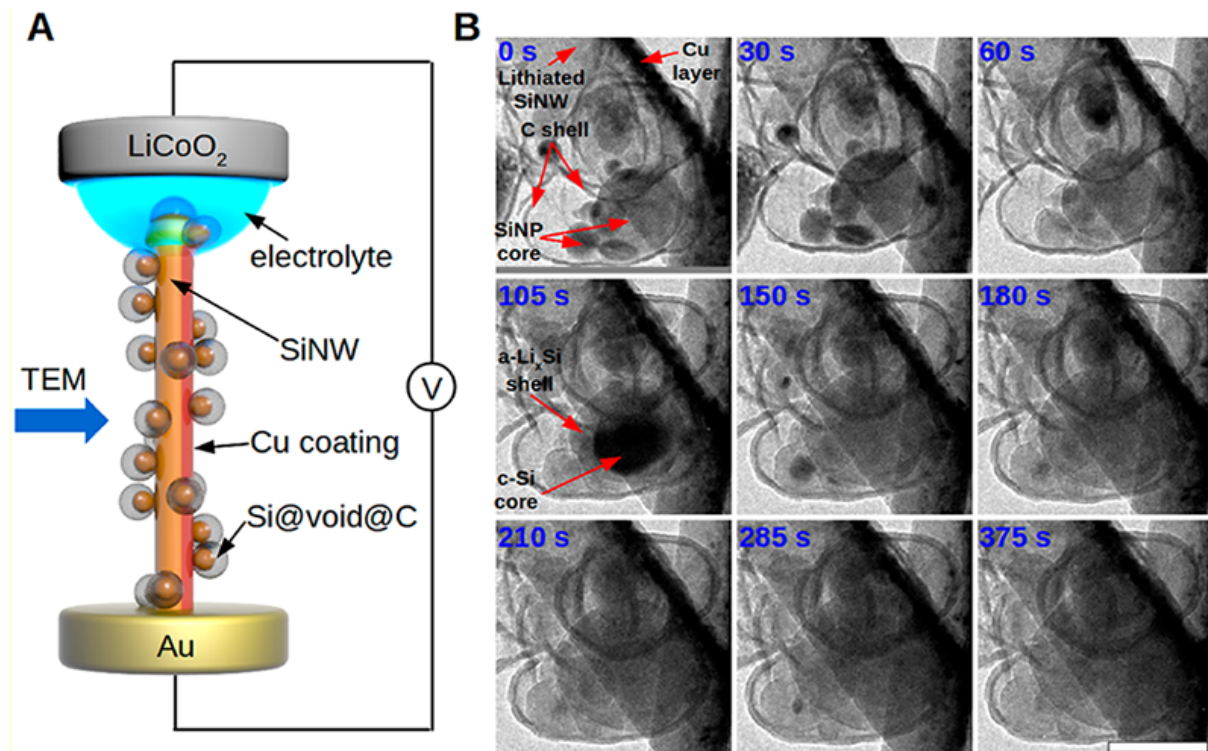 A
LiCoO2
electrolyte
SiNW
TEM
V
Cu coating
Si@void@C
Au
B
0 s
Lithiated
SiNW
Cu
layer
C shell
SiNP
core
30 s
60 s
105 s
a-LixSi
shell
c-Si
core
150 s
180 s
210 s
285 s
375 s